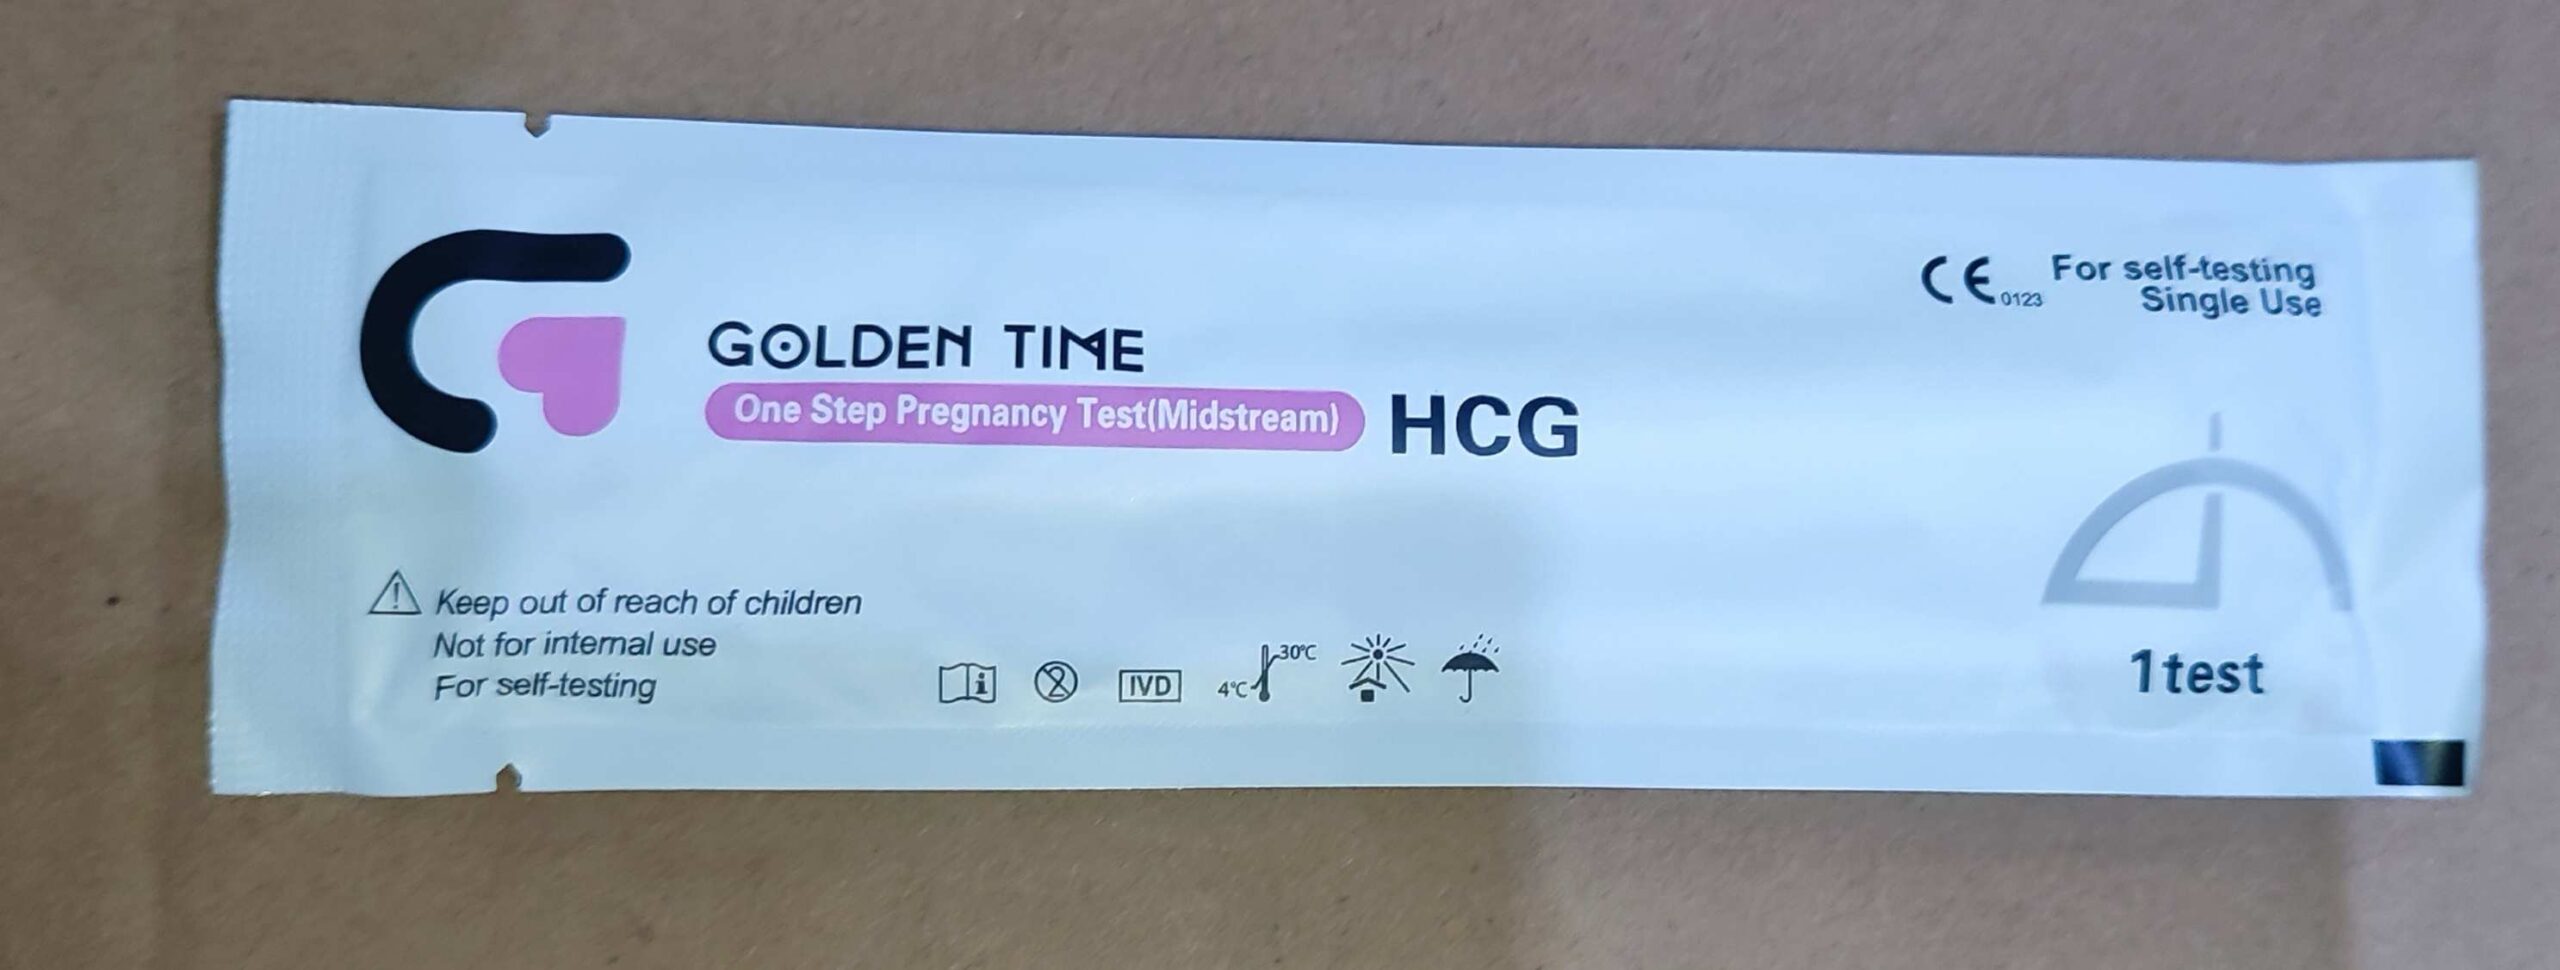 GOLDEN TIME
One Step Pregnancy Test(Midstream) HCG
CE 0123 For self-testing
Single Use
Keep out of reach of children
Not for internal use
For self-testing
i
2
IVD
4°C 30°C
1test